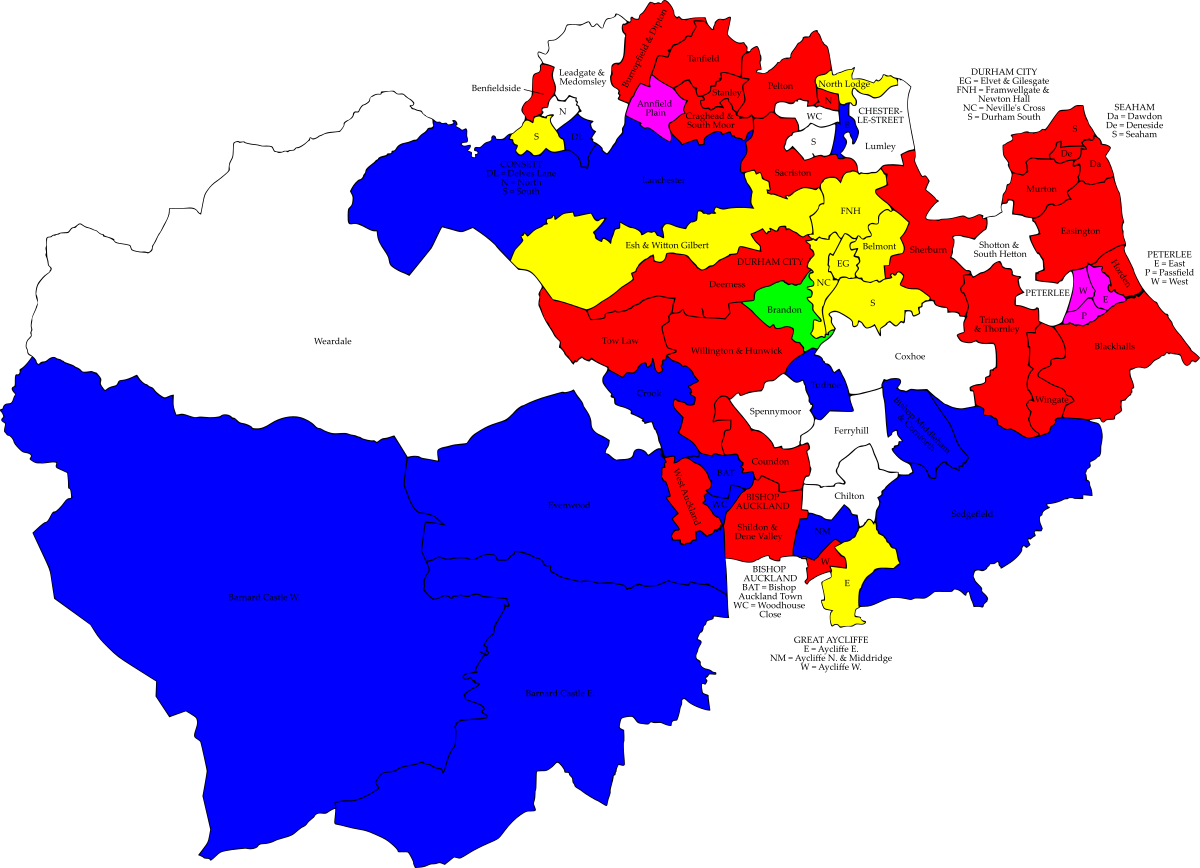 Burnopfield & Dipton
Tanfield
Leadgate &
Medomsley
Benfieldside
Pelton
North Lodge
Stanley
Annfield
Plain
N
N
WC
CHESTER-
LE-STREET
Craghead &
South Moor
S
DL
S
Lumley
E
DURHAM CITY
EG = Elvet & Gilesgate
FNH = Framwellgate &
Newton Hall
NC = Neville's Cross
S = Durham South
SEAHAM
Da = Dawdon
De = Deneside
S = Seaham
S
De
Da
CONSETT
DL = Delves Lane
N = North
S = South
Lanchester
Sacriston
Murton
FNH
Esh & Witton Gilbert
Belmont
Sherburn
Easington
Shotton &
South Hetton
DURHAM CITY
EG
Deerness
NC
S
Brandon
Horden
PETERLEE
E = East
P = Passfield
W = West
PETERLEE
W
E
P
Weardale
Tow Law
Willington & Hunwick
Coxhoe
Trimdon
& Thornley
Blackhalls
Crook
Tudhoe
Wingate
Spennymoor
Ferryhill
Bishop Middleham
& Cornforth
Coundon
BAT
West Auckland
WC
BISHOP
AUCKLAND
Chilton
Evenwood
Shildon &
Dene Valley
NM
Sedgefield
W
E
BISHOP
AUCKLAND
BAT = Bishop
Auckland Town
WC = Woodhouse
Close
Barnard Castle W.
GREAT AYCLIFFE
E = Aycliffe E.
NM = Aycliffe N. & Middridge
W = Aycliffe W.
Barnard Castle E.